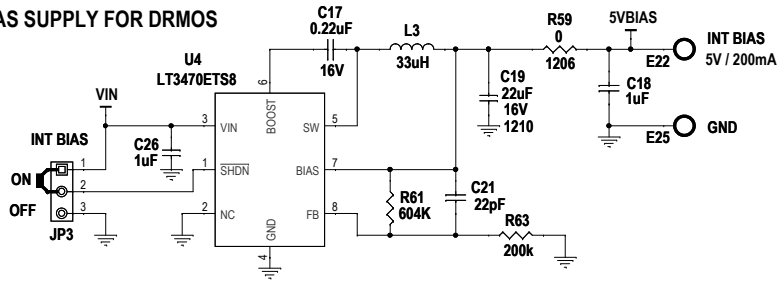 AS SUPPLY FOR DRMOS
C17
0.22uF
16V
L3
33uH
R59
0
1206
5VBIAS
E22
INT BIAS
5V / 200mA
U4
LT3470ETS8
C19
22uF
16V
1210
C18
1uF
E25
GND
VIN
INT BIAS
C26
1uF
3
VIN
6
BOOST
SW
5
1
SHDN
BIAS
7
2
NC
FB
8
GND
4
ON
OFF
1
2
3
JP3
R61
604K
C21
22pF
R63
200k